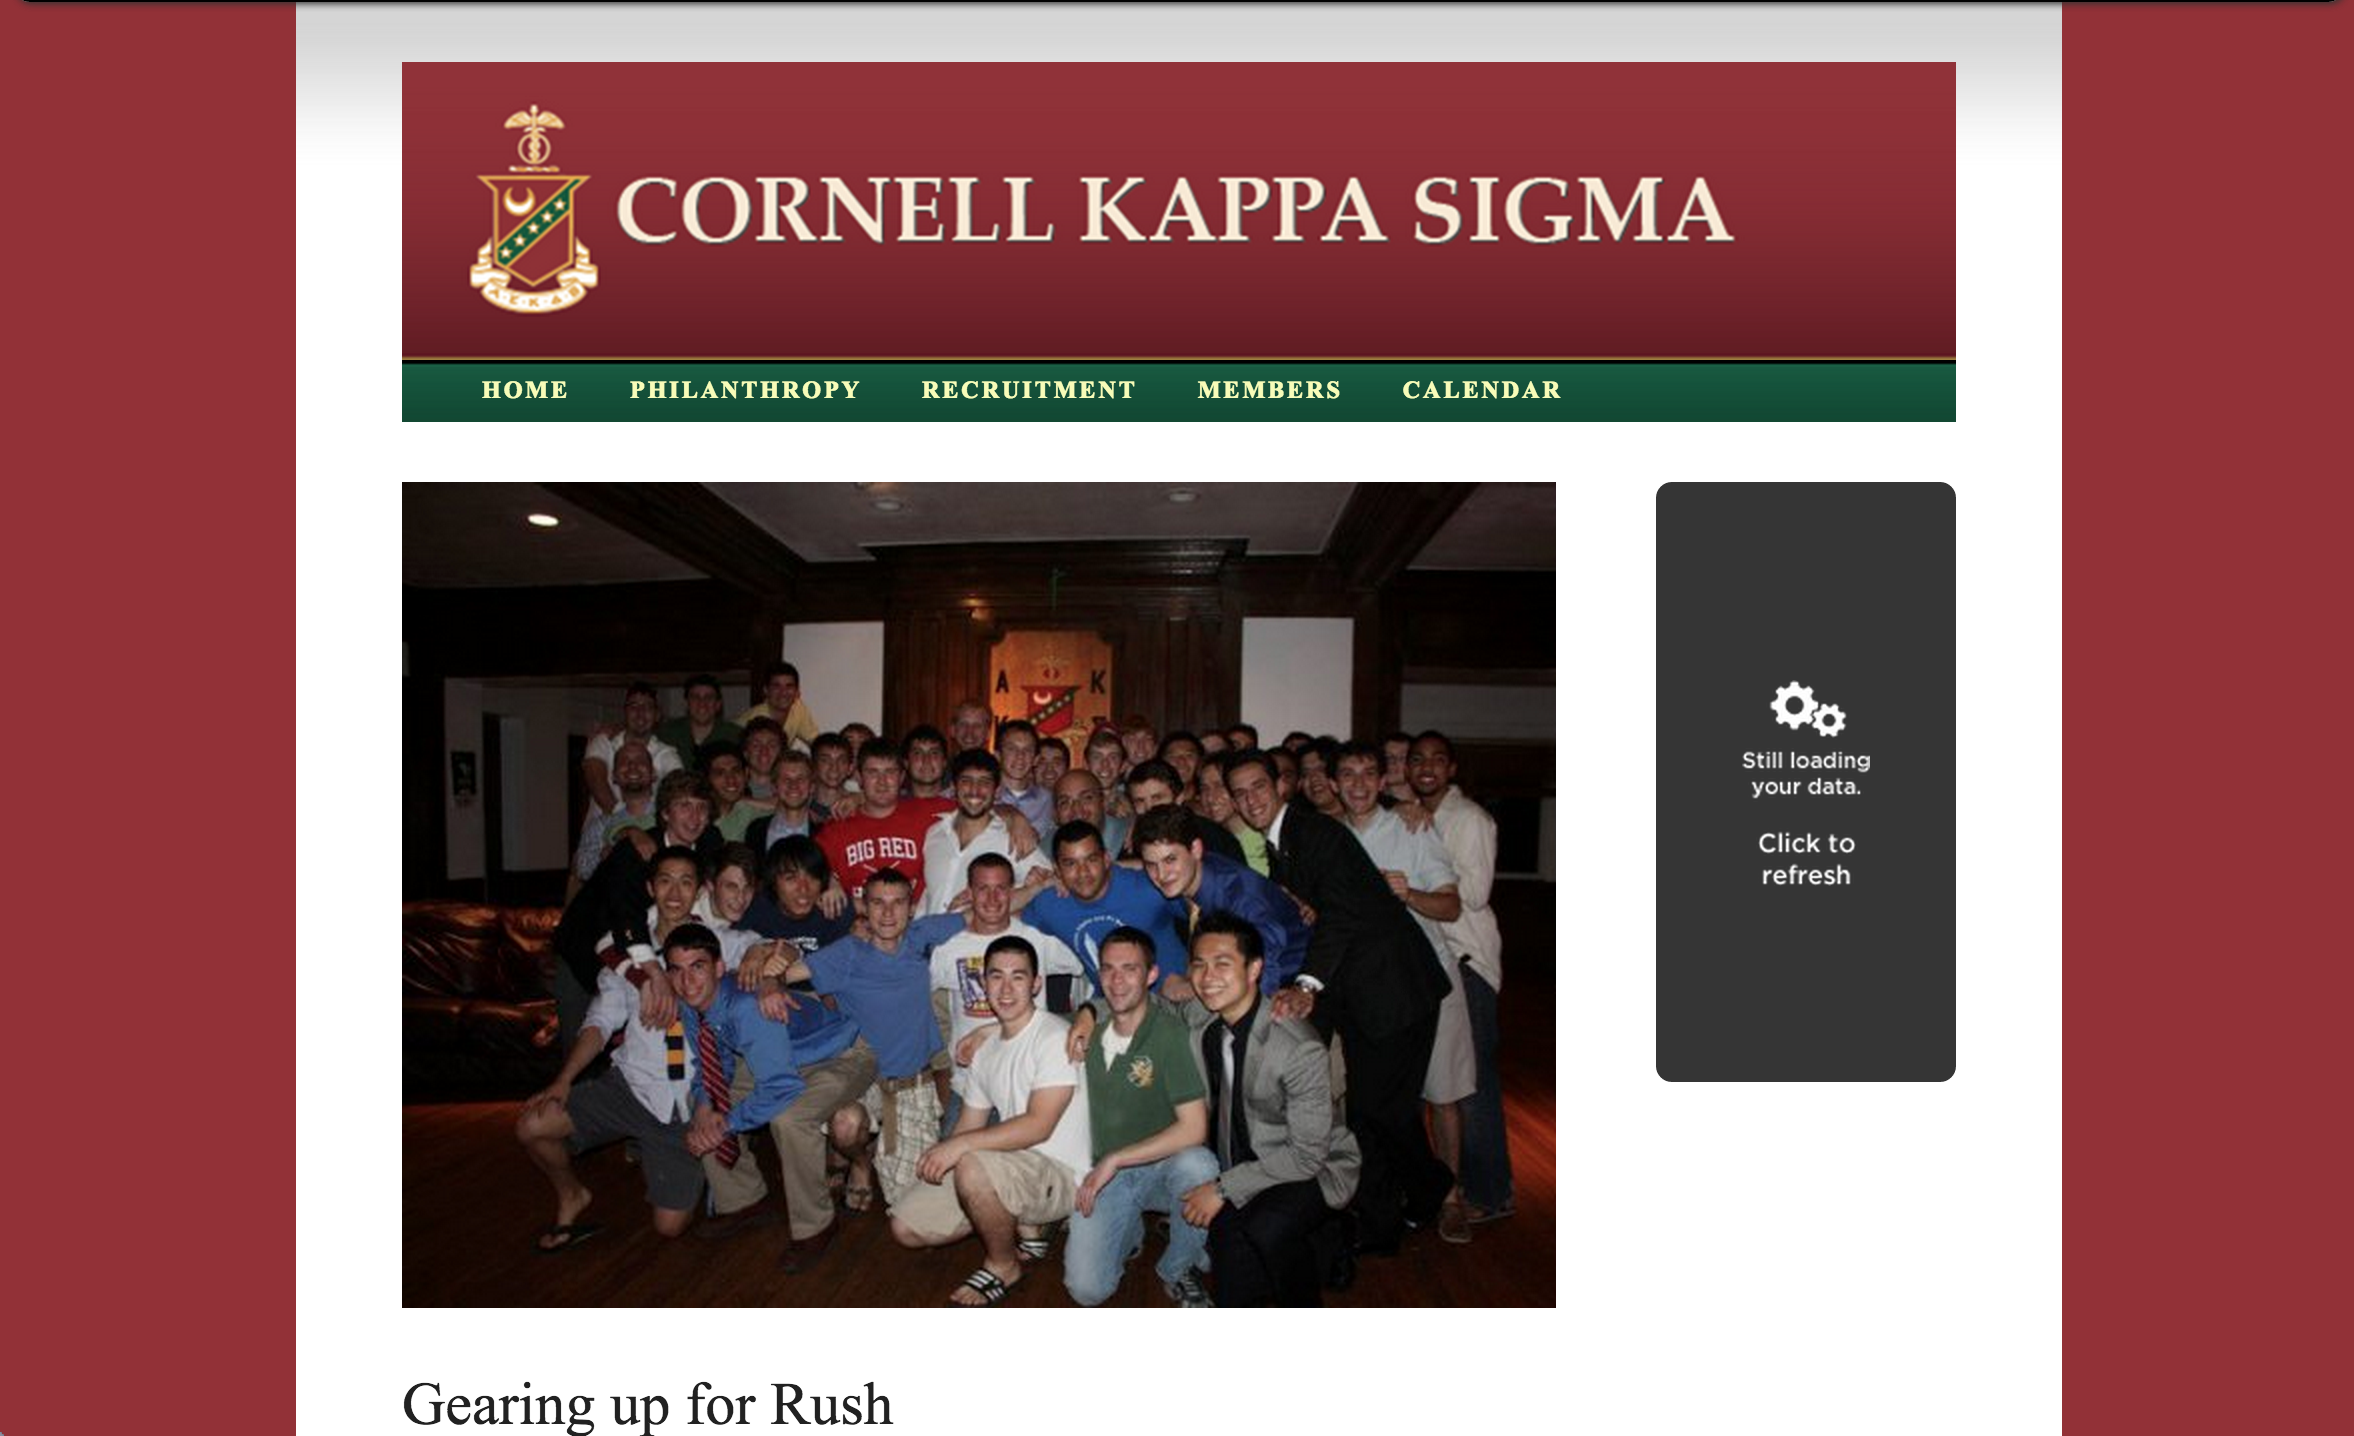 CORNELL KAPPA SIGMA
HOME PHILANTHROPY RECRUITMENT MEMBERS CALENDAR
A K
BIG RED
Still loading
your data.
Click to
refresh
Gearing up for Rush